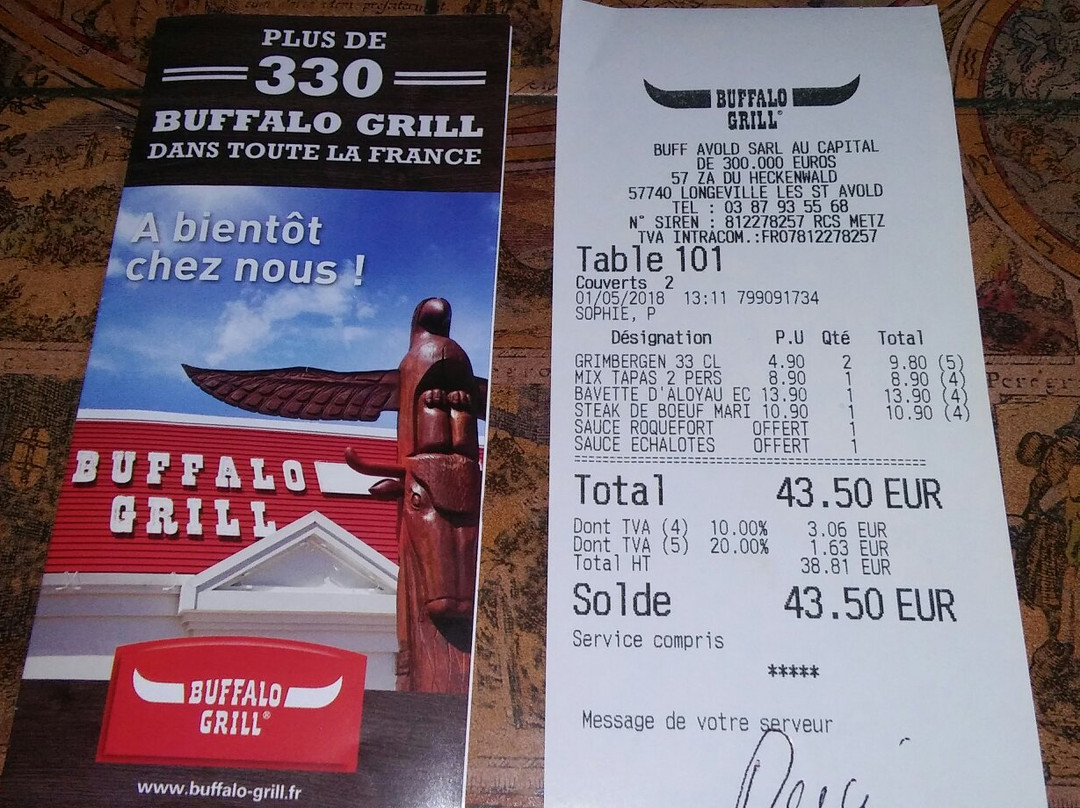 PLUS DE
330
BUFFALO GRILL
DANS TOUTE LA FRANCE
A bientôt
chez nous !
BUFFALO
GRILL
BUFFALO
GRILL®
www.buffalo-grill.fr
BUFFALO
GRILL®
BUFF AVOLD SARL AU CAPITAL
DE 300.000 EUROS
57 ZA DU HECKENWALD
57740 LONGEVILLE LES ST AVOLD
TEL : 03 87 93 55 68
N° SIREN : 812278257 RCS METZ
TVA INTRACOM.:FR07812278257
Table 101
Couverts 2
01/05/2018 13:11 799091734
SOPHIE, P
Désignation P.U Qté Total
GRIMBERGEN 33 CL 4.90 2 9.80 (5)
MIX TAPAS 2 PERS 8.90 1 8.90 (4)
BAVETTE D'ALOYAU EC 13.90 1 13.90 (4)
STEAK DE BOEUF MARI 10.90 1 10.90 (4)
SAUCE ROQUEFORT OFFERT 1
SAUCE ECHALOTES OFFERT 1
Total 43.50 EUR
Dont TVA (4) 10.00% 3.06 EUR
Dont TVA (5) 20.00% 1.63 EUR
Total HT 38.81 EUR
Solde 43.50 EUR
Service compris
*****
Message de votre serveur